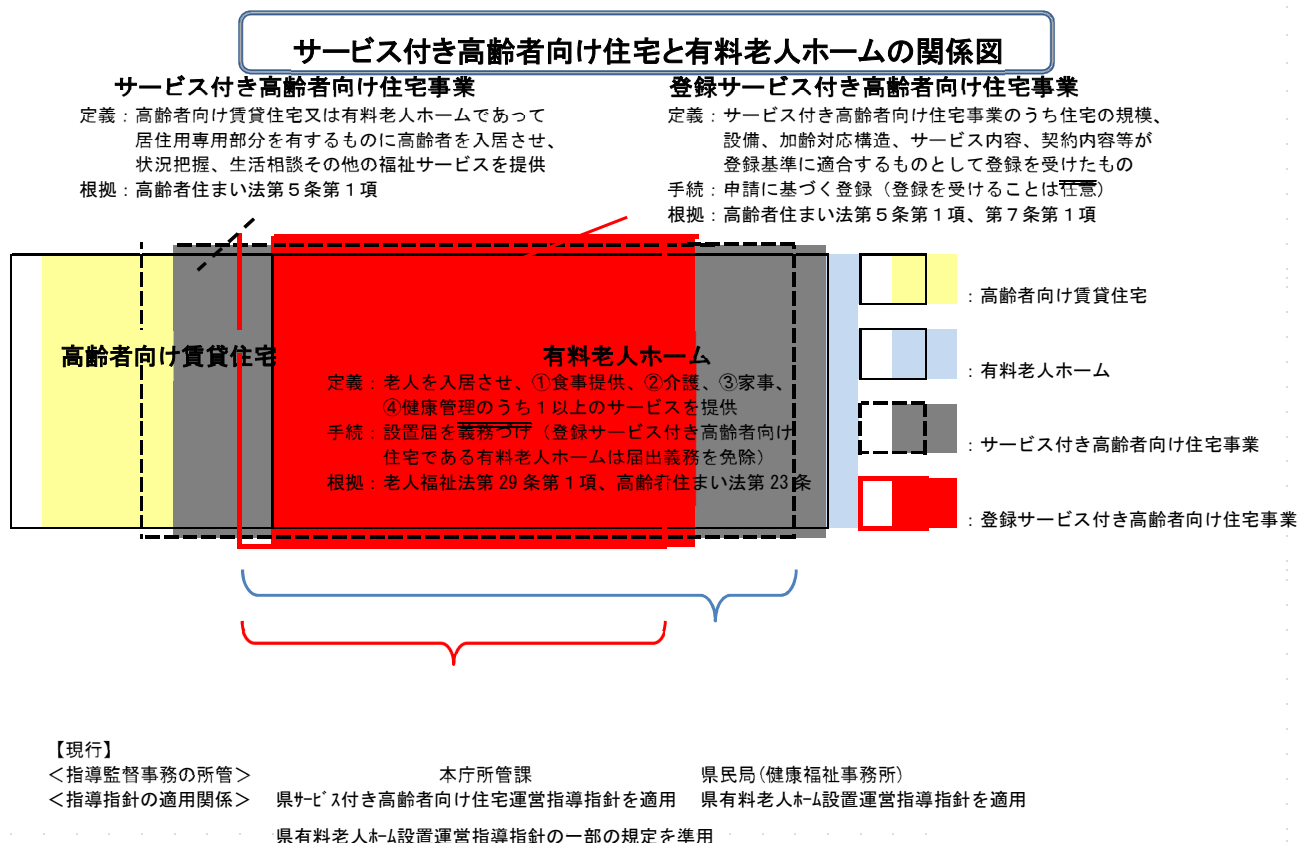 サービス付き高齢者向け住宅と有料老人ホームの関係図
サービス付き高齢者向け住宅事業
定義：高齢者向け賃貸住宅又は有料老人ホームであって
居住用専用部分を有するものに高齢者を入居させ、
状況把握、生活相談その他の福祉サービスを提供
根拠：高齢者住まい法第５条第１項
登録サービス付き高齢者向け住宅事業
定義：サービス付き高齢者向け住宅事業のうち住宅の規模、
設備、加齢対応構造、サービス内容、契約内容等が
登録基準に適合するものとして登録を受けたもの
手続：申請に基づく登録（登録を受けることは任意）
根拠：高齢者住まい法第５条第１項、第７条第１項
高齢者向け賃貸住宅
有料老人ホーム
定義：老人を入居させ、①食事提供、②介護、③家事、
④健康管理のうち１以上のサービスを提供
手続：設置届を義務づけ（登録サービス付き高齢者向け
住宅である有料老人ホームは届出義務を免除）
根拠：老人福祉法第29条第１項、高齢者住まい法第23条
：高齢者向け賃貸住宅
：有料老人ホーム
：サービス付き高齢者向け住宅事業
：登録サービス付き高齢者向け住宅事業
【現行】
＜指導監督事務の所管＞ 本庁所管課 県民局(健康福祉事務所)
＜指導指針の適用関係＞ 県ｻｰﾋﾞｽ付き高齢者向け住宅運営指導指針を適用 県有料老人ﾎｰﾑ設置運営指導指針を適用
県有料老人ﾎｰﾑ設置運営指導指針の一部の規定を準用